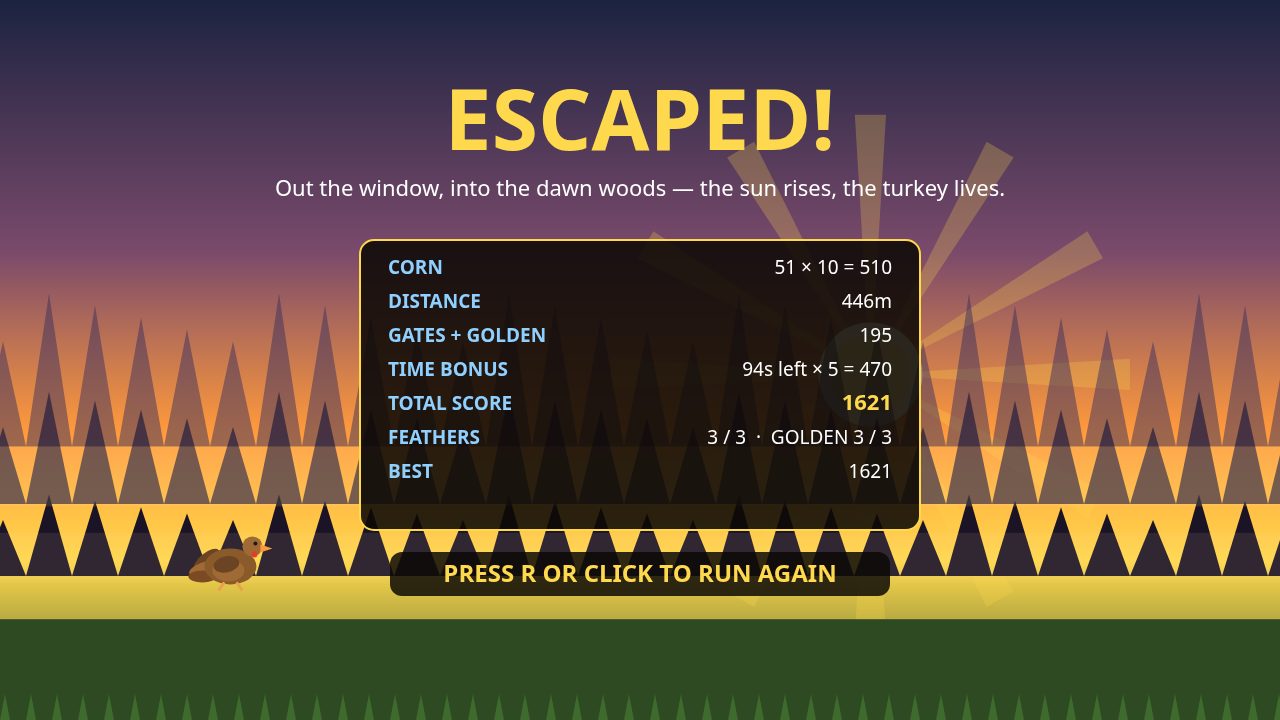 ESCAPED!
Out the window, into the dawn woods — the sun rises, the turkey lives.
CORN 51 × 10 = 510
DISTANCE 446m
GATES + GOLDEN 195
TIME BONUS 94s left × 5 = 470
TOTAL SCORE 1621
FEATHERS 3 / 3 · GOLDEN 3 / 3
BEST 1621
PRESS R OR CLICK TO RUN AGAIN